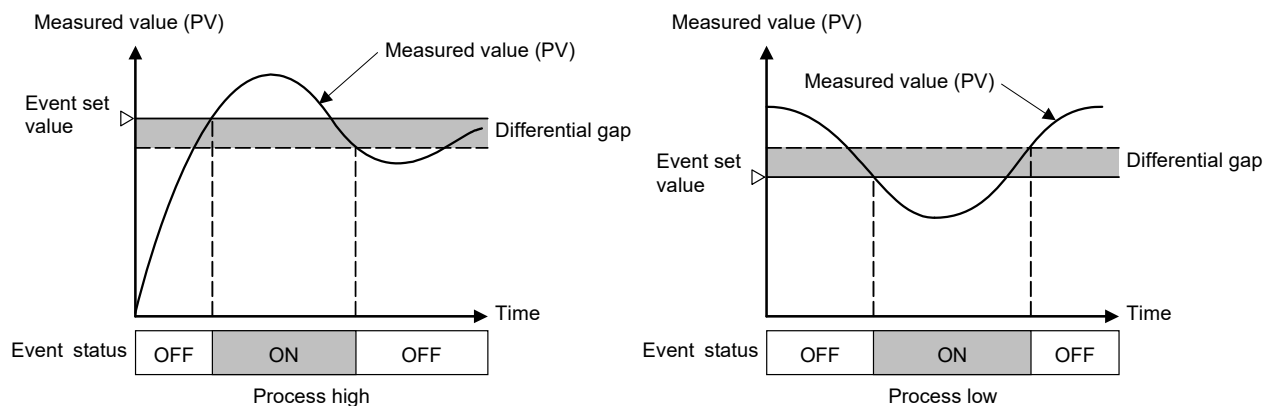 Measured value (PV)
Measured value (PV)
Event set
value
Differential gap
Time
Event status
OFF
ON
OFF
Process high
Measured value (PV)
Measured value (PV)
Event set
value
Differential gap
Time
Event status
OFF
ON
OFF
Process low